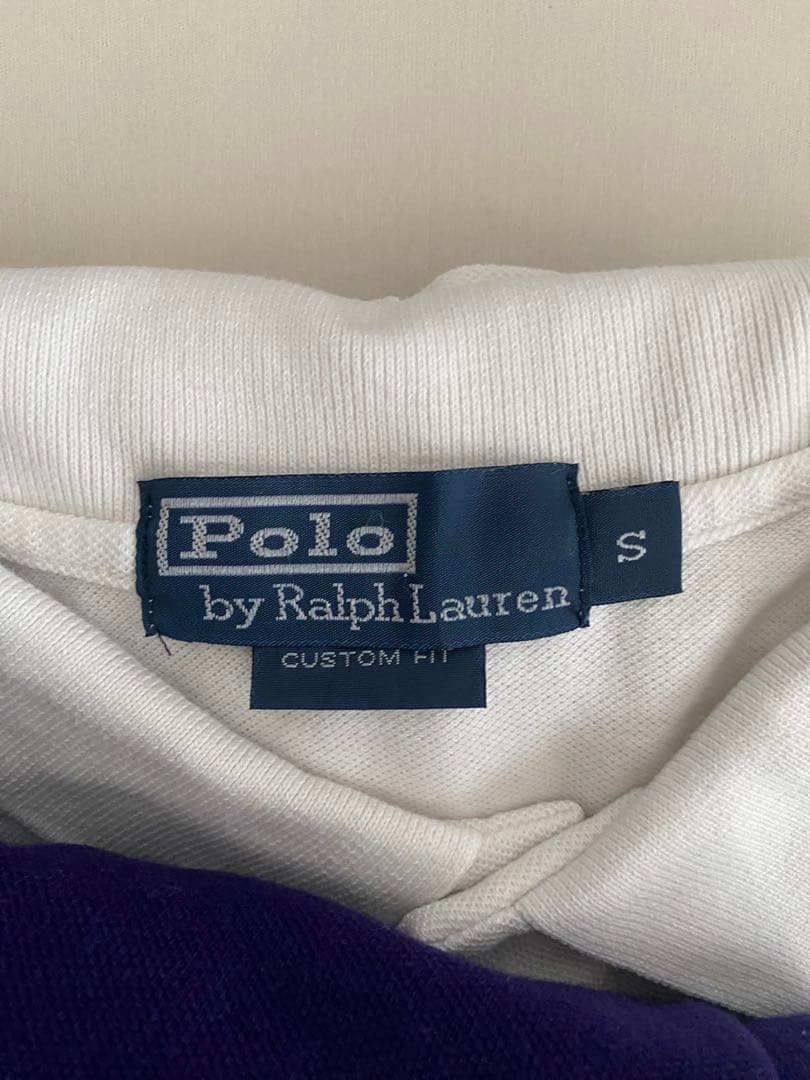 Polo
by Ralph Lauren
S
CUSTOM FIT